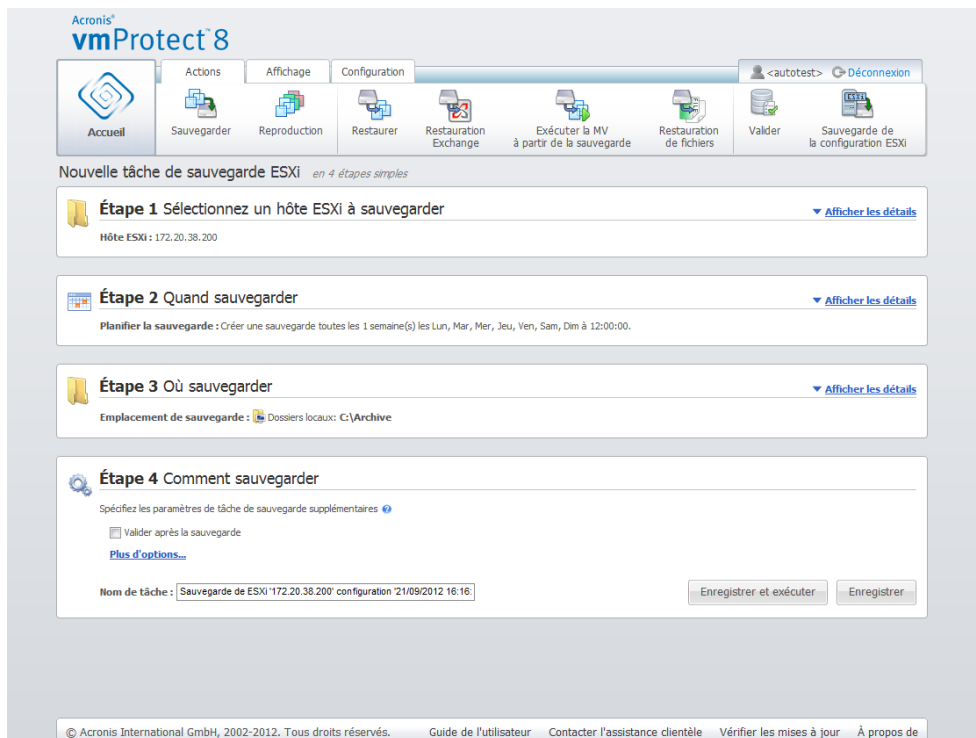 Acronis®
vmProtect™8
Actions Affichage Configuration <autotest> Déconnexion
Accueil
Sauvegarder
Reproduction
Restaurer
Restauration
Exchange
Exécuter la MV
à partir de la sauvegarde
Restauration
de fichiers
Valider
Sauvegarde de
la configuration ESXi
Nouvelle tâche de sauvegarde ESXi en 4 étapes simples
Étape 1 Sélectionnez un hôte ESXi à sauvegarder
Afficher les détails
Hôte ESXi : 172.20.38.200
Étape 2 Quand sauvegarder
Afficher les détails
Planifier la sauvegarde : Créer une sauvegarde toutes les 1 semaine(s) les Lun, Mar, Mer, Jeu, Ven, Sam, Dim à 12:00:00.
Étape 3 Où sauvegarder
Afficher les détails
Emplacement de sauvegarde : Dossiers locaux: C:\Archive
Étape 4 Comment sauvegarder
Spécifiez les paramètres de tâche de sauvegarde supplémentaires ?
Valider après la sauvegarde
Plus d'options...
Nom de tâche : Sauvegarde de ESXi '172.20.38.200' configuration '21/09/2012 16:16:
Enregistrer et exécuter Enregistrer
© Acronis International GmbH, 2002-2012. Tous droits réservés. Guide de l'utilisateur Contacter l'assistance clientèle Vérifier les mises à jour À propos de